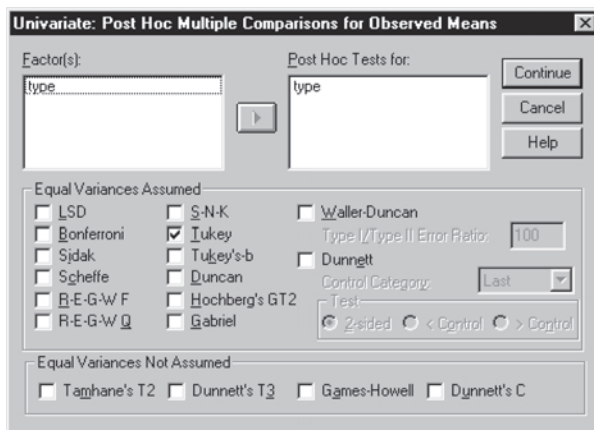 Univariate: Post Hoc Multiple Comparisons for Observed Means
Factor(s):
type
Post Hoc Tests for:
type
Continue
Cancel
Help
Equal Variances Assumed
LSD
Bonferroni
Sidak
Scheffe
R-E-G-W F
R-E-G-W Q
S-N-K
Tukey
Tukey's-b
Duncan
Hochberg's GT2
Gabriel
Waller-Duncan
Type I/Type II Error Ratio: 100
Dunnett
Control Category: Last
Test
2-sided < Control > Control
Equal Variances Not Assumed
Tamhane's T2 Dunnett's T3 Games-Howell Dunnett's C